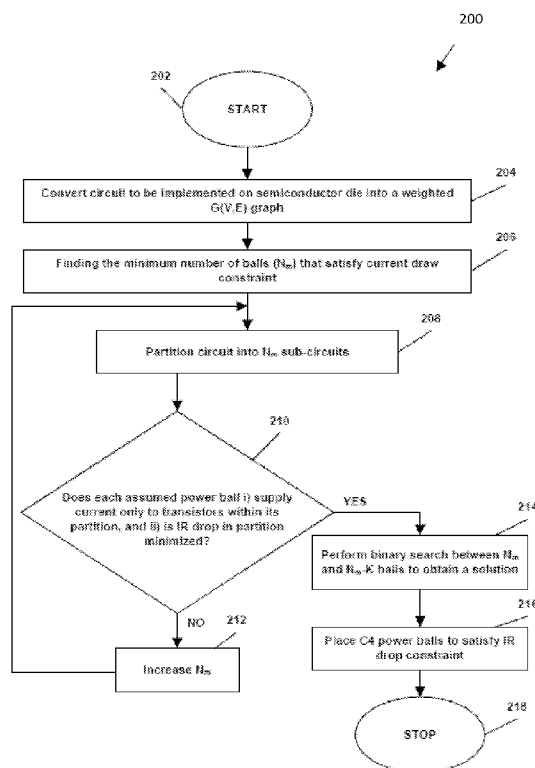 200
202
START
204
Convert circuit to be implemented on semiconductor die into a weighted
G(V,E) graph
206
Finding the minimum number of balls (Nm) that satisfy current draw
constraint
208
Partition circuit into Nm sub-circuits
210
Does each assumed power ball i) supply
current only to transistors within its
partition, and ii) is IR drop in partition
minimized?
YES
214
Perform binary search between Nm
and Nm-K balls to obtain a solution
NO
212
Increase Nm
216
Place C4 power balls to satisfy IR
drop constraint
218
STOP